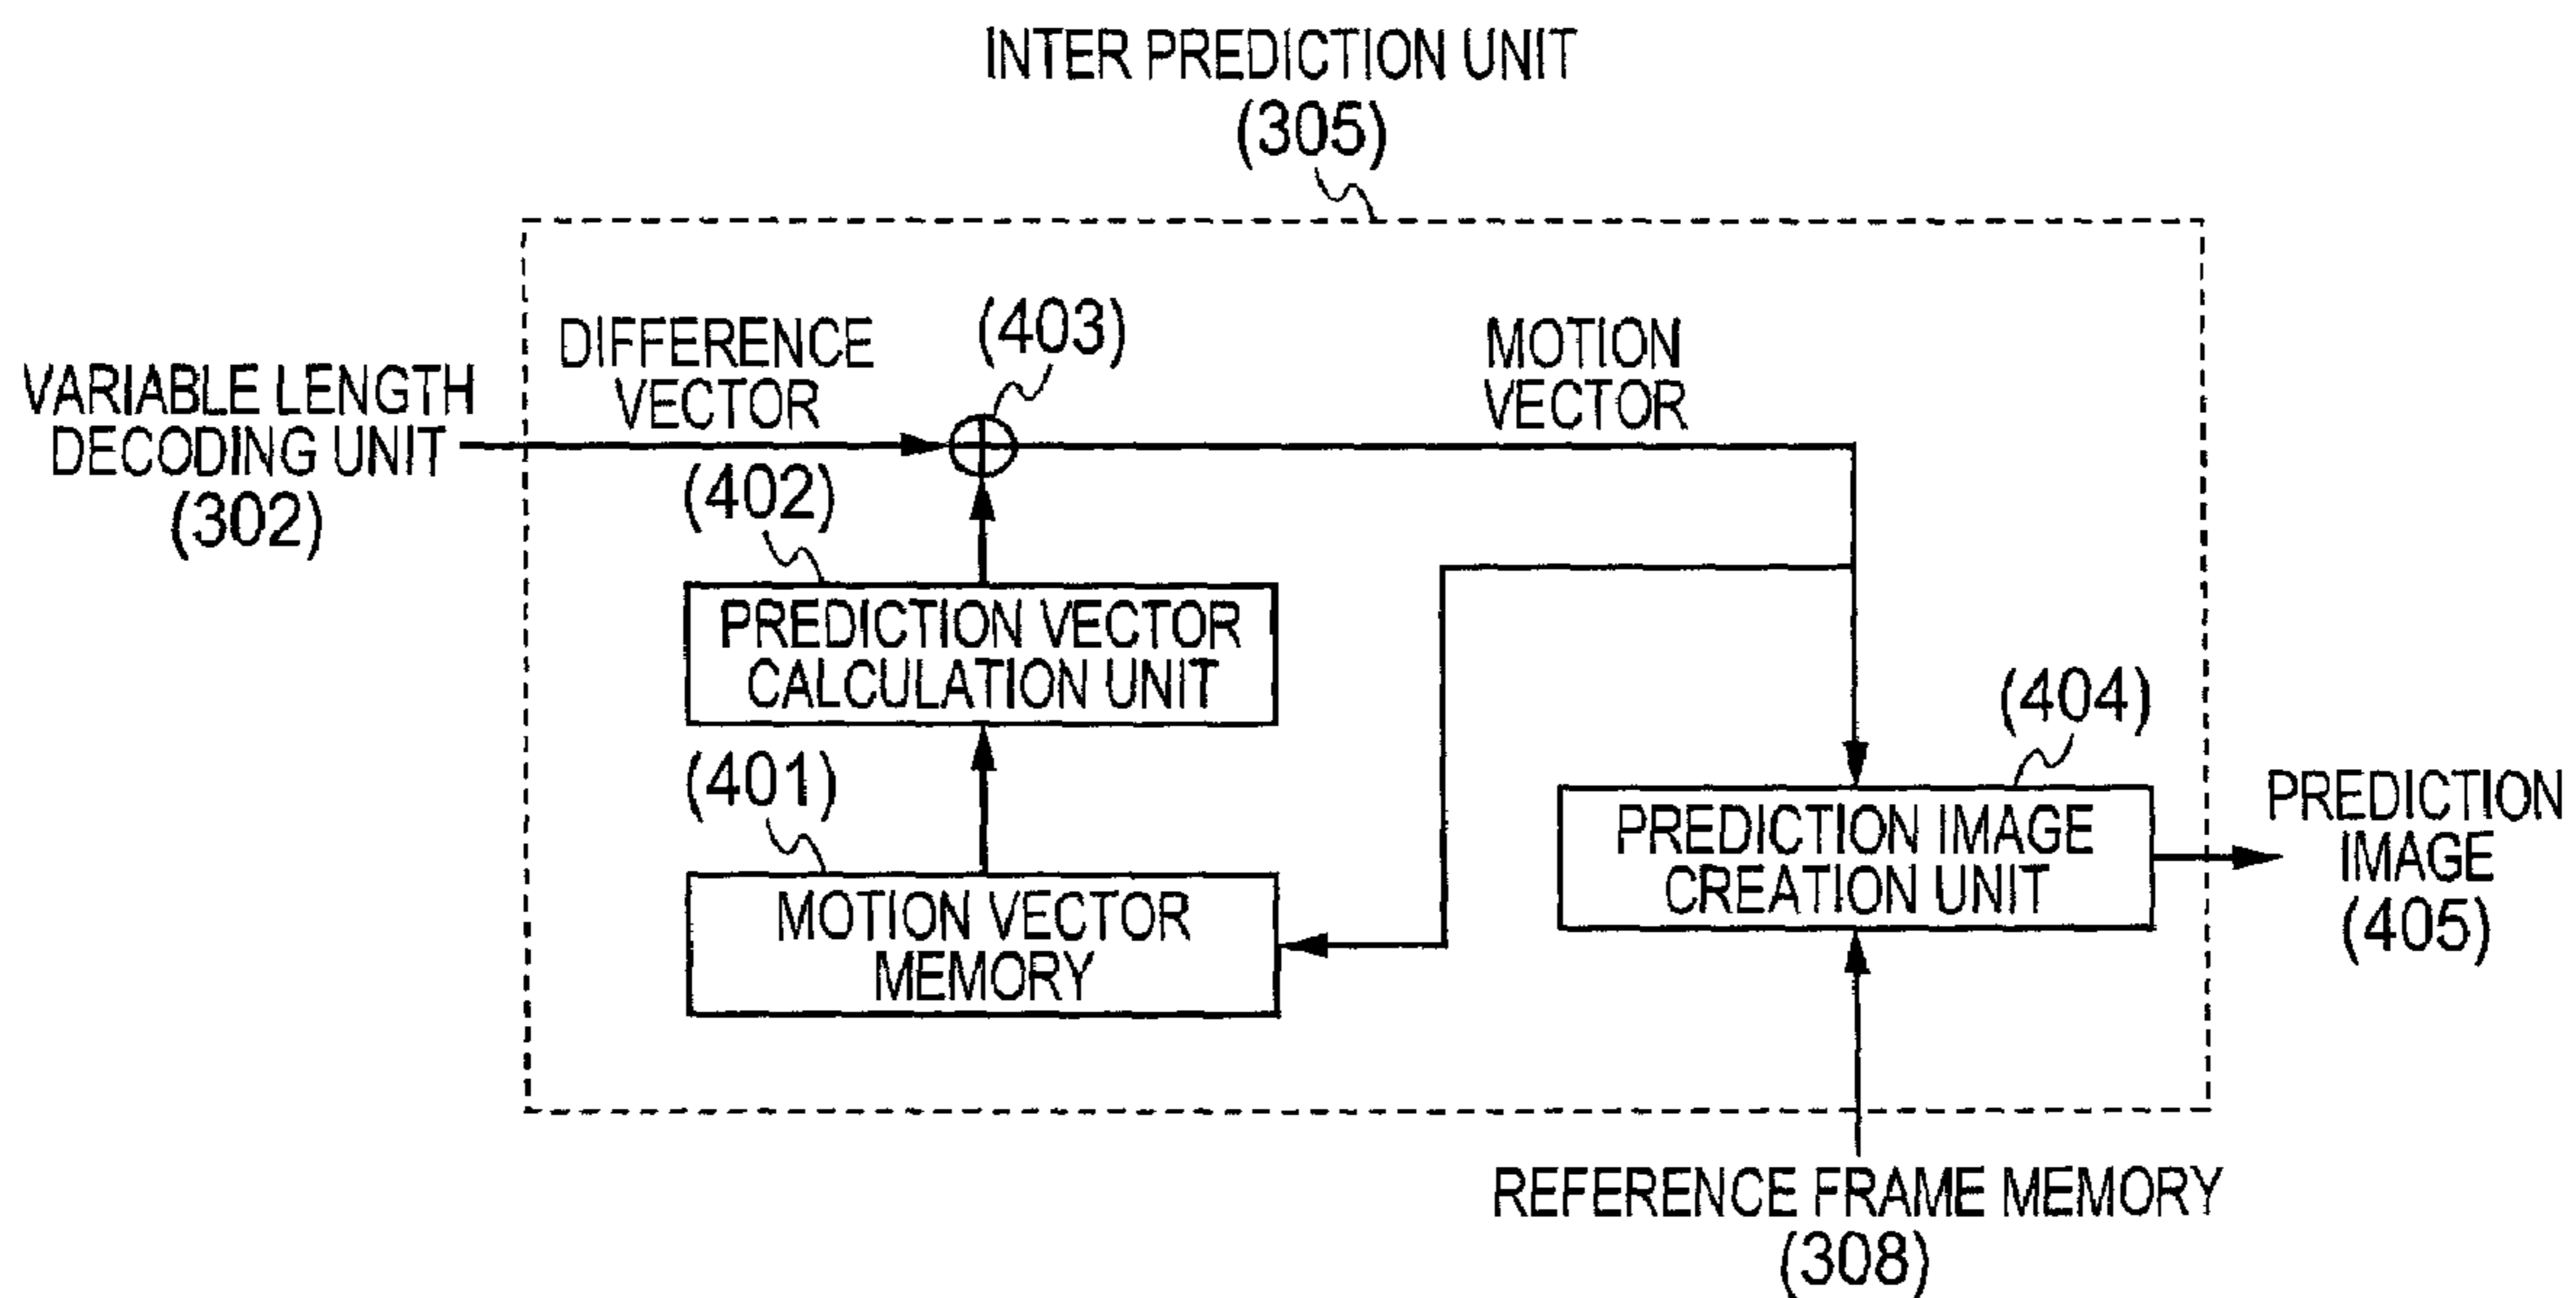 INTER PREDICTION UNIT
(305)
DIFFERENCE
VECTOR
(403)
MOTION
VECTOR
VARIABLE LENGTH
DECODING UNIT
(302)
(402)
PREDICTION VECTOR
CALCULATION UNIT
(401)
MOTION VECTOR
MEMORY
(404)
PREDICTION IMAGE
CREATION UNIT
PREDICTION
IMAGE
(405)
REFERENCE FRAME MEMORY
(308)